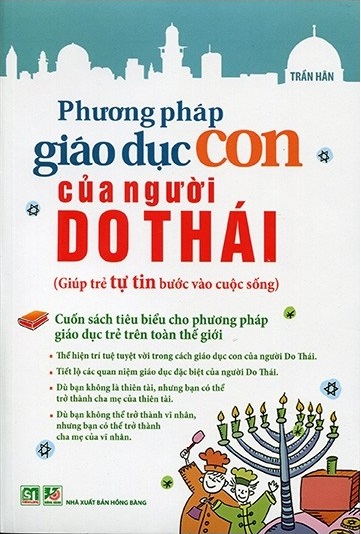 TRẦN HÂN
Phương pháp
giáo dục con
của người
DO THÁI
(Giúp trẻ tự tin bước vào cuộc sống)
Cuốn sách tiêu biểu cho phương pháp
giáo dục trẻ trên toàn thế giới
• Thể hiện trí tuệ tuyệt vời trong cách giáo dục con của người Do Thái.
• Tiết lộ các quan niệm giáo dục đặc biệt của người Do Thái.
• Dù bạn không là thiên tài, nhưng bạn có thể
trở thành cha mẹ của thiên tài.
• Dù bạn không thể trở thành vĩ nhân,
nhưng bạn có thể trở thành
cha mẹ của vĩ nhân.
NHÀ XUẤT BẢN HỒNG BÀNG